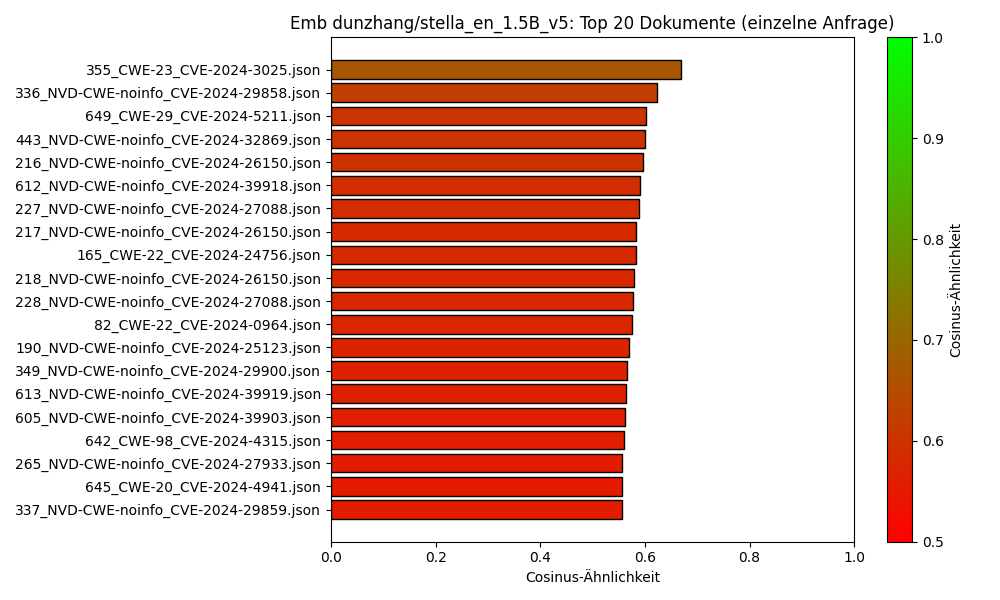 Emb dunzhang/stella_en_1.5B_v5: Top 20 Dokumente (einzelne Anfrage)
355_CWE-23_CVE-2024-3025.json
336_NVD-CWE-noinfo_CVE-2024-29858.json
649_CWE-29_CVE-2024-5211.json
443_NVD-CWE-noinfo_CVE-2024-32869.json
216_NVD-CWE-noinfo_CVE-2024-26150.json
612_NVD-CWE-noinfo_CVE-2024-39918.json
227_NVD-CWE-noinfo_CVE-2024-27088.json
217_NVD-CWE-noinfo_CVE-2024-26150.json
165_CWE-22_CVE-2024-24756.json
218_NVD-CWE-noinfo_CVE-2024-26150.json
228_NVD-CWE-noinfo_CVE-2024-27088.json
82_CWE-22_CVE-2024-0964.json
190_NVD-CWE-noinfo_CVE-2024-25123.json
349_NVD-CWE-noinfo_CVE-2024-29900.json
613_NVD-CWE-noinfo_CVE-2024-39919.json
605_NVD-CWE-noinfo_CVE-2024-39903.json
642_CWE-98_CVE-2024-4315.json
265_NVD-CWE-noinfo_CVE-2024-27933.json
645_CWE-20_CVE-2024-4941.json
337_NVD-CWE-noinfo_CVE-2024-29859.json
0.0 0.2 0.4 0.6 0.8 1.0
Cosinus-Ähnlichkeit
1.0
0.9
0.8
0.7
0.6
0.5
Cosinus-Ähnlichkeit